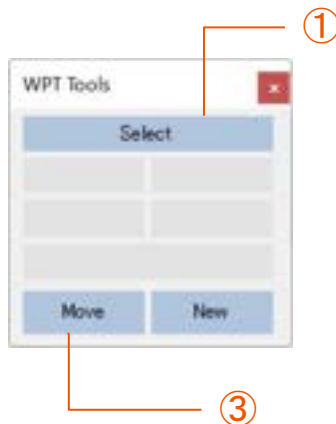 ①
WPT Tools
×
Select
Move New
③